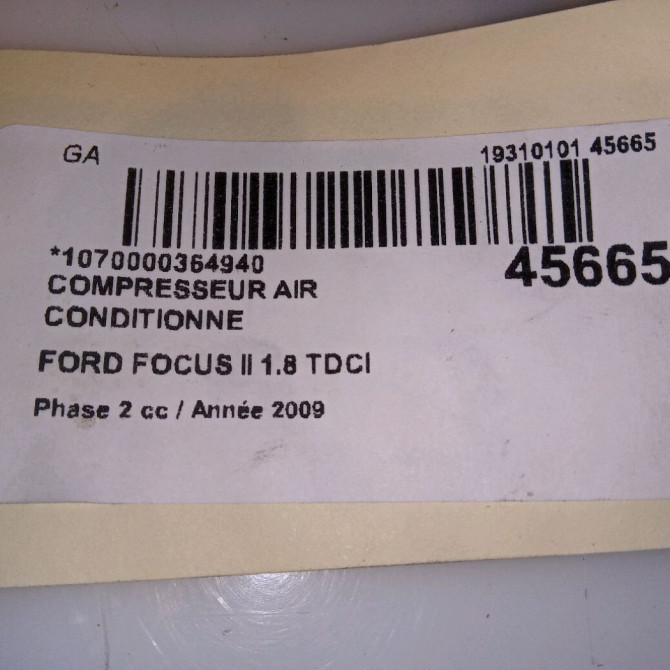 GA
19310101 45665
*1070000364940
45665
COMPRESSEUR AIR
CONDITIONNE
FORD FOCUS II 1.8 TDCI
Phase 2 cc / Année 2009